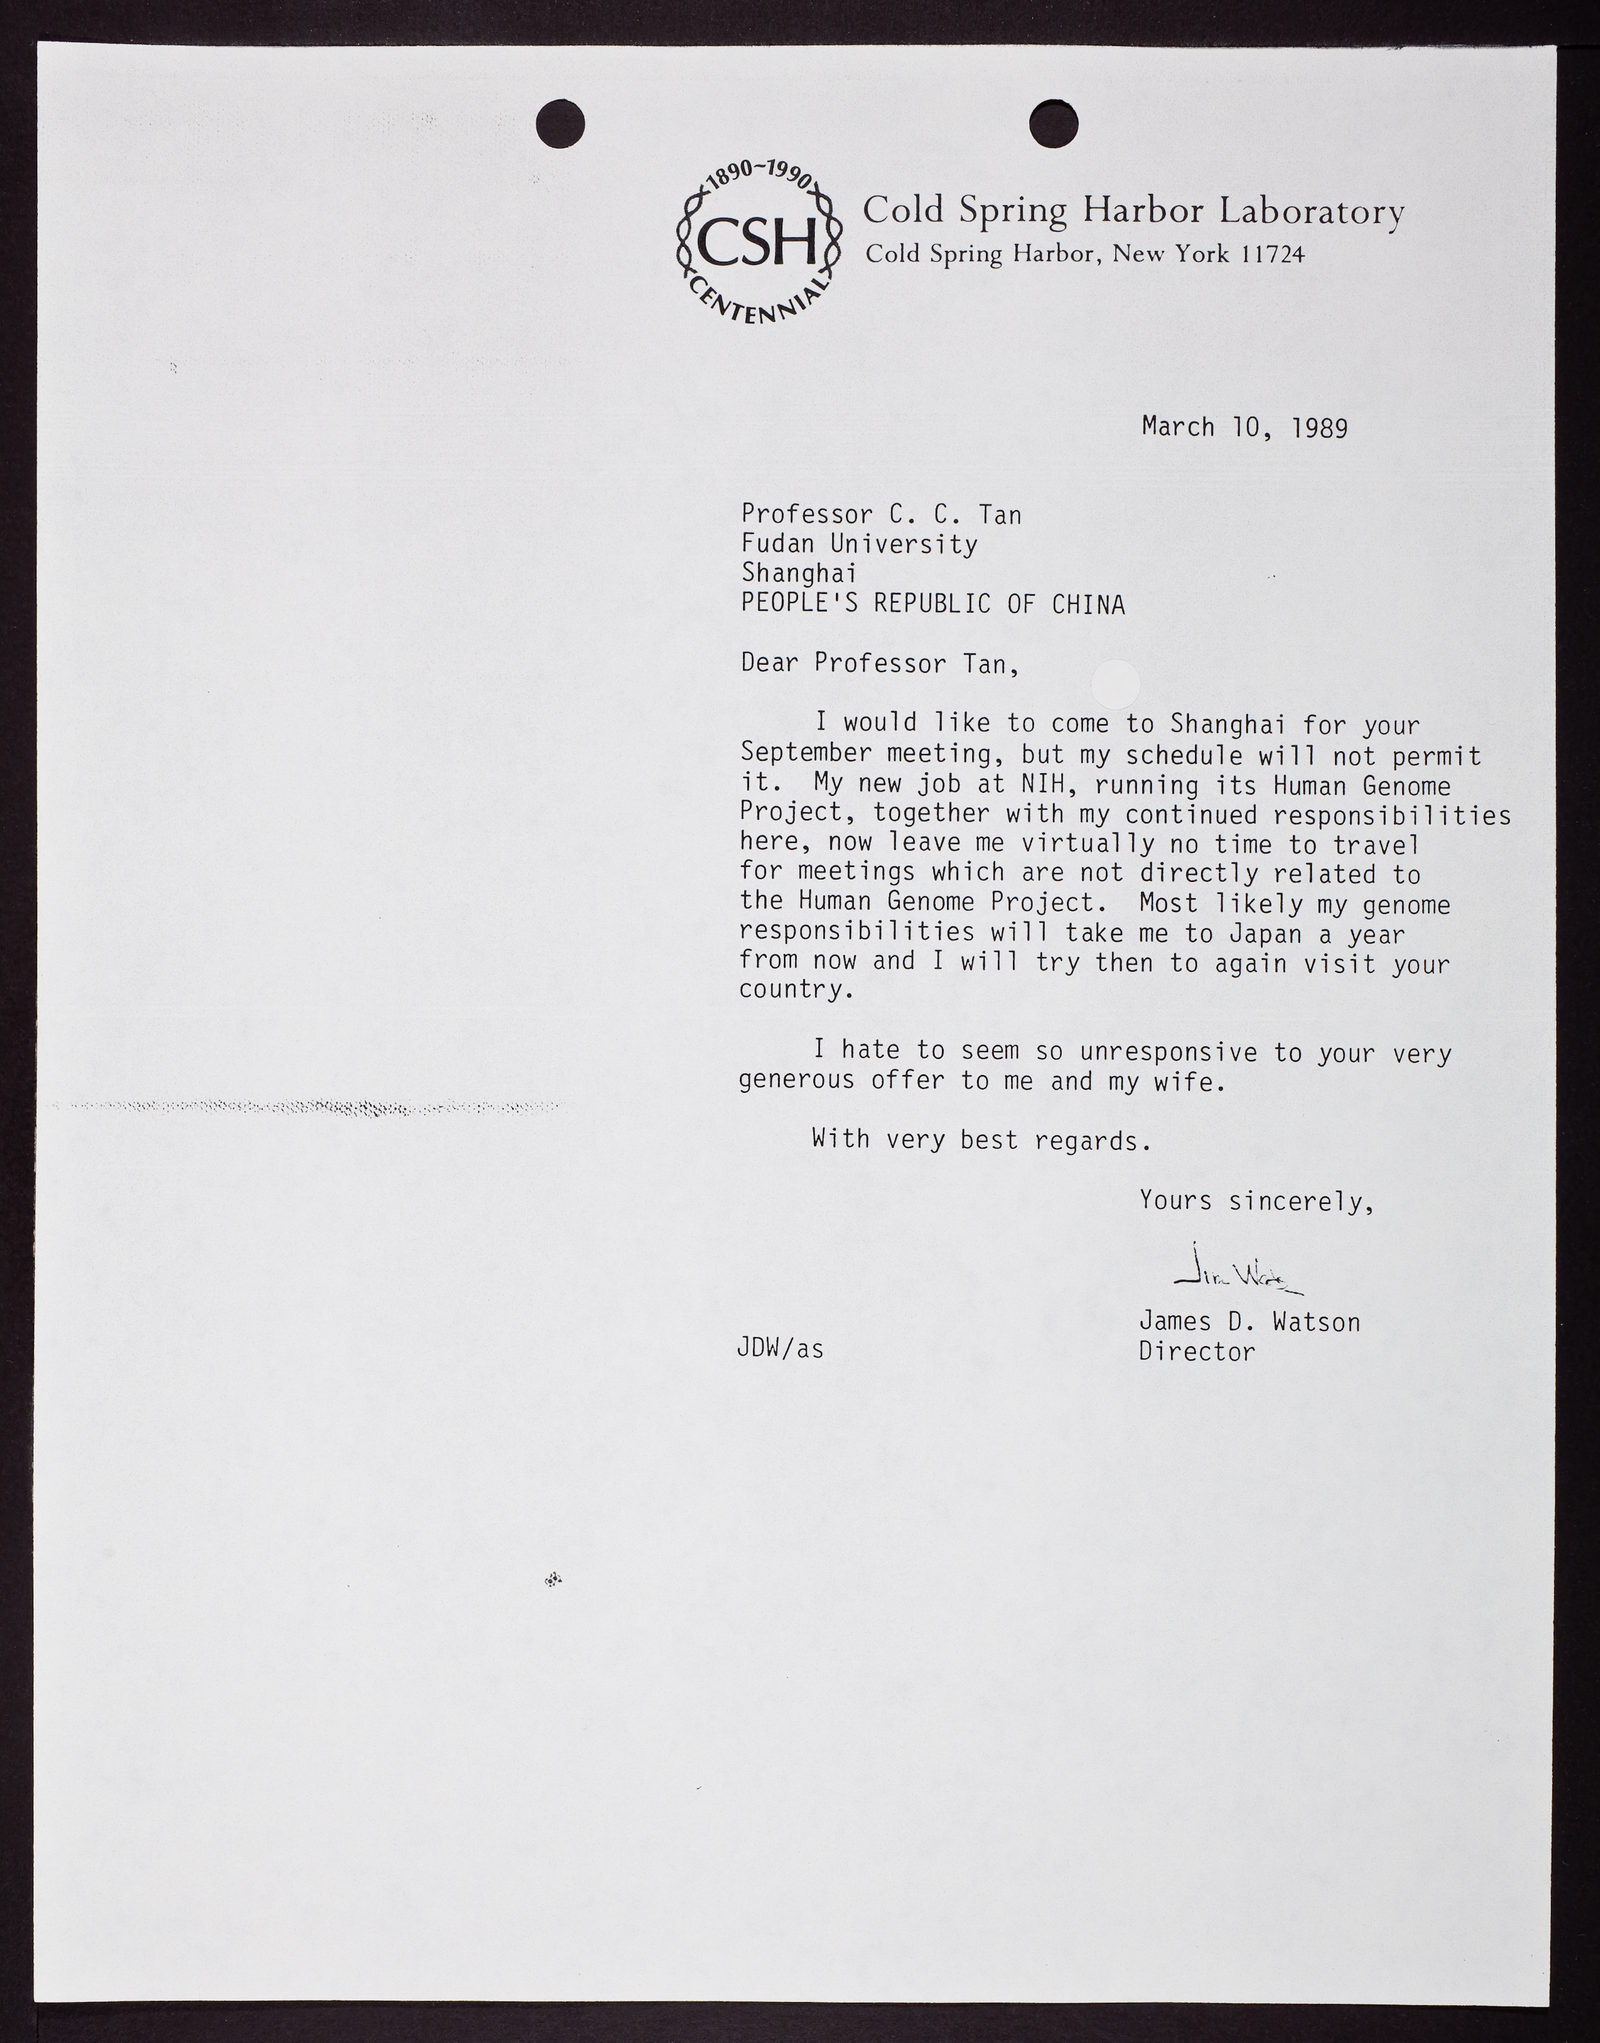 1890~1990
CSH
CENTENNIAL
Cold Spring Harbor Laboratory
Cold Spring Harbor, New York 11724
March 10, 1989
Professor C. C. Tan
Fudan University
Shanghai
PEOPLE'S REPUBLIC OF CHINA
Dear Professor Tan,
I would like to come to Shanghai for your
September meeting, but my schedule will not permit
it. My new job at NIH, running its Human Genome
Project, together with my continued responsibilities
here, now leave me virtually no time to travel
for meetings which are not directly related to
the Human Genome Project. Most likely my genome
responsibilities will take me to Japan a year
from now and I will try then to again visit your
country.
I hate to seem so unresponsive to your very
generous offer to me and my wife.
With very best regards.
Yours sincerely,
Jim Watson
James D. Watson
JDW/as
Director